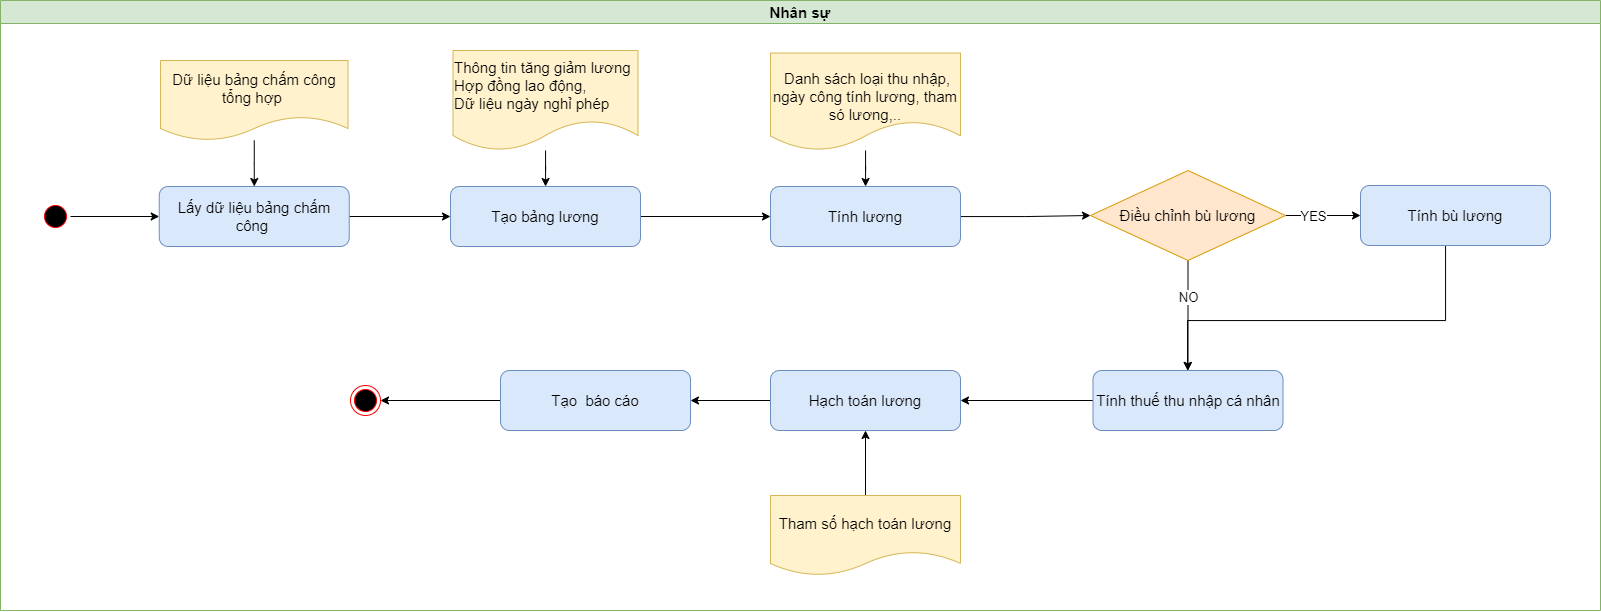 Nhân sự
Dữ liệu bảng chấm công
tổng hợp
Thông tin tăng giảm lương
Hợp đồng lao động,
Dữ liệu ngày nghỉ phép
Danh sách loại thu nhập,
ngày công tính lương, tham
só lương,..
Lấy dữ liệu bảng chấm
công
Tạo bảng lương
Tính lương
Điều chỉnh bù lương
YES
Tính bù lương
NO
Tạo báo cáo
Hạch toán lương
Tính thuế thu nhập cá nhân
Tham số hạch toán lương